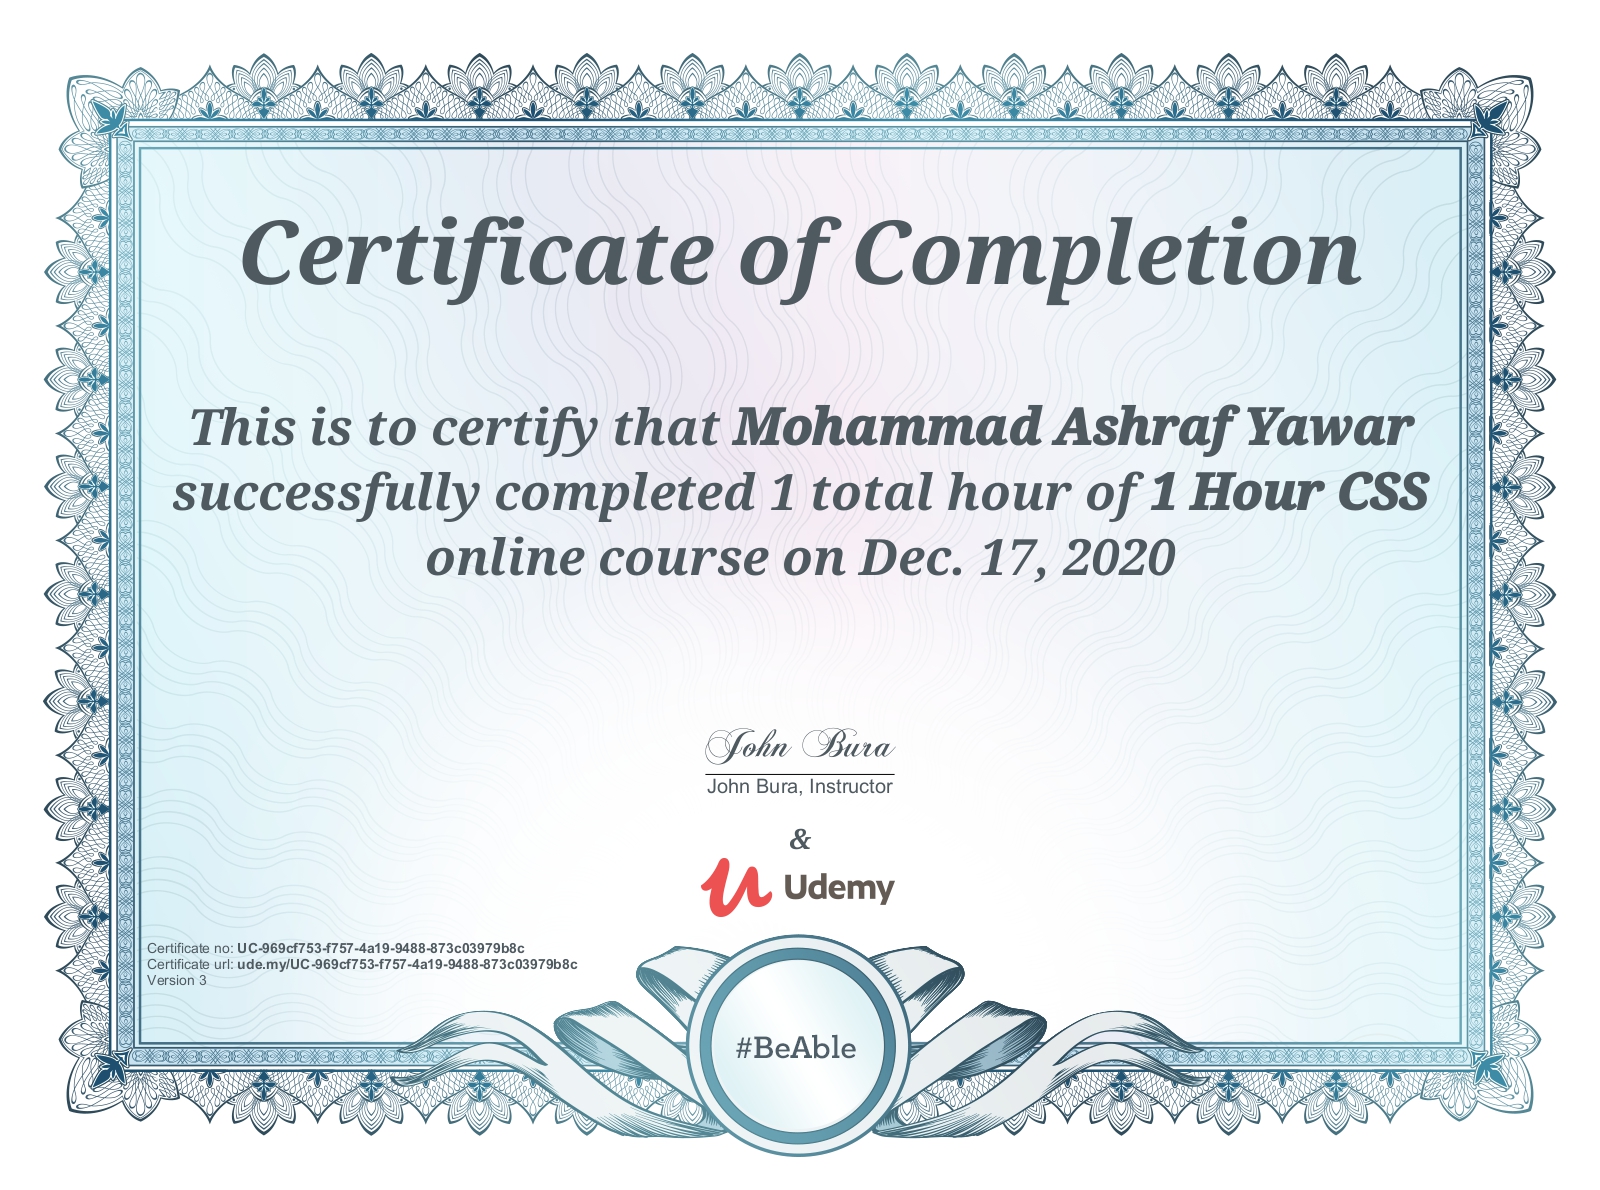 Certificate of Completion
This is to certify that Mohammad Ashraf Yawar
successfully completed 1 total hour of 1 Hour CSS
online course on Dec. 17, 2020
John Bura
John Bura, Instructor
&
Udemy
Certificate no: UC-969cf753-f757-4a19-9488-873c03979b8c
Certificate url: ude.my/UC-969cf753-f757-4a19-9488-873c03979b8c
Version 3
#BeAble